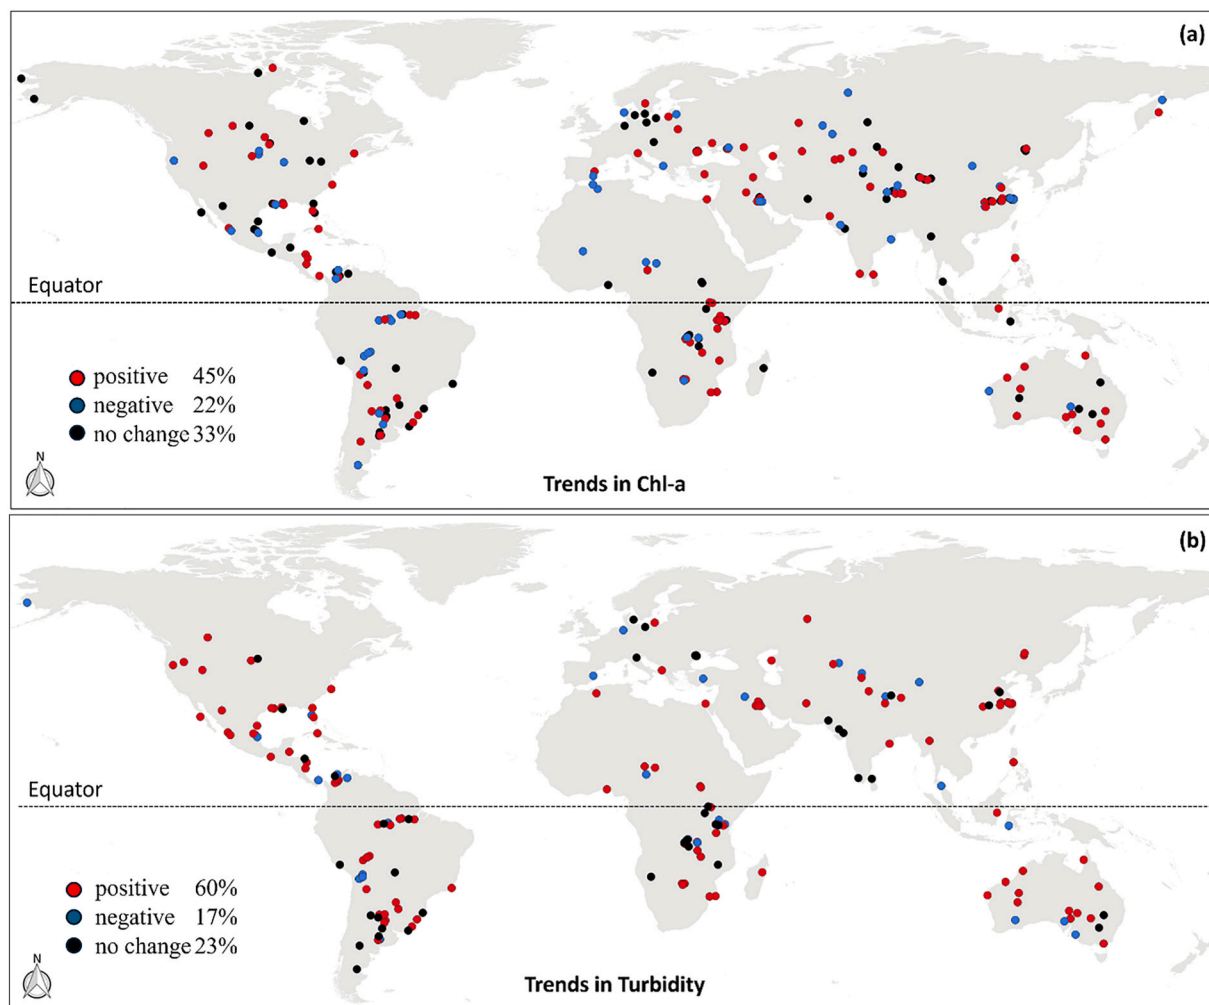 (a)
Equator
positive 45%
negative 22%
no change 33%
N
Trends in Chl-a
(b)
Equator
positive 60%
negative 17%
no change 23%
N
Trends in Turbidity